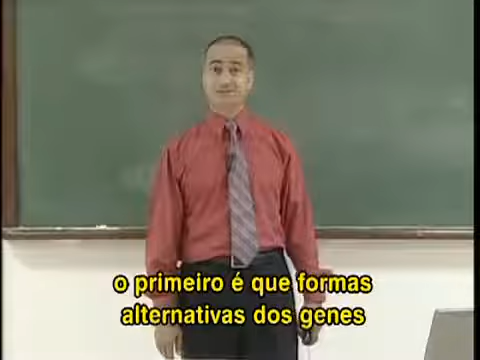 o primeiro é que formas
alternativas dos genes